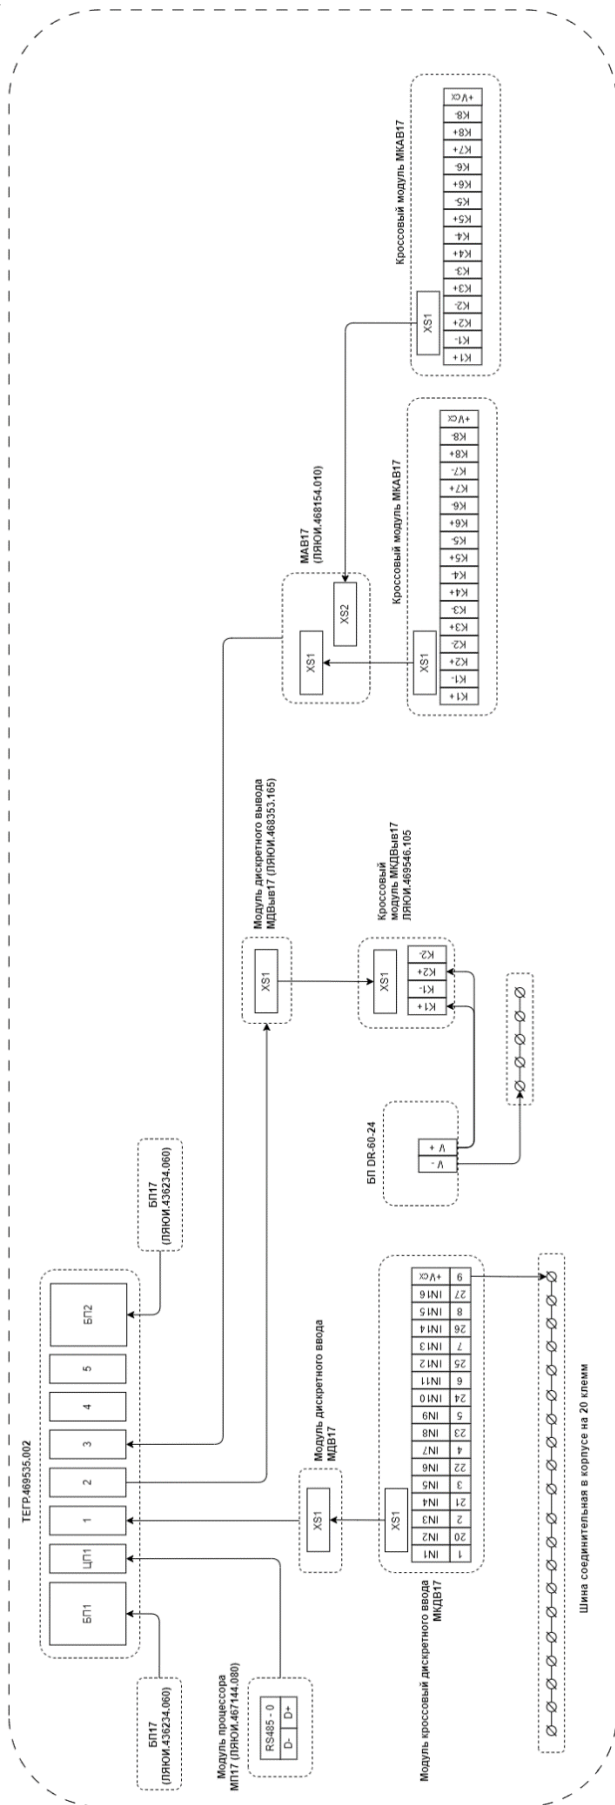 ТЕГР.469535.002
БП1
ЦП1
1
2
3
4
5
БП2
БП17
(ЛЯЮИ.436234.060)
БП17
(ЛЯЮИ.436234.060)
Модуль процессора
МП17 (ЛЯЮИ.467144.080)
RS485 - 0
D- D+
Модуль дискретного ввода
МДВ17
XS1
Модуль дискретного вывода
МДВыв17 (ЛЯЮИ.468353.165)
XS1
МАВ17
(ЛЯЮИ.468154.010)
XS1
XS2
Модуль кроссовый дискретного ввода
МКДВ17
XS1
IN1 IN2 IN3 IN4 IN5 IN6 IN7 IN8 IN9 IN10 IN11 IN12 IN13 IN14 IN15 IN16 +Vcx
1 20 2 21 3 22 4 23 5 24 6 25 7 26 8 27 9
БП DR-60-24
V - V +
Кроссовый
модуль МКДВыв17
ЛЯЮИ.469546.105
XS1
K1+ K1- K2+ K2-
Кроссовый модуль МКАВ17
XS1
K1+ K1- K2+ K2- K3+ K3- K4+ K4- K5+ K5- K6+ K6- K7+ K7- K8+ K8- +Vcx
Кроссовый модуль МКАВ17
XS1
K1+ K1- K2+ K2- K3+ K3- K4+ K4- K5+ K5- K6+ K6- K7+ K8+ K8- +Vcx
Шина соединительная в корпусе на 20 клемм